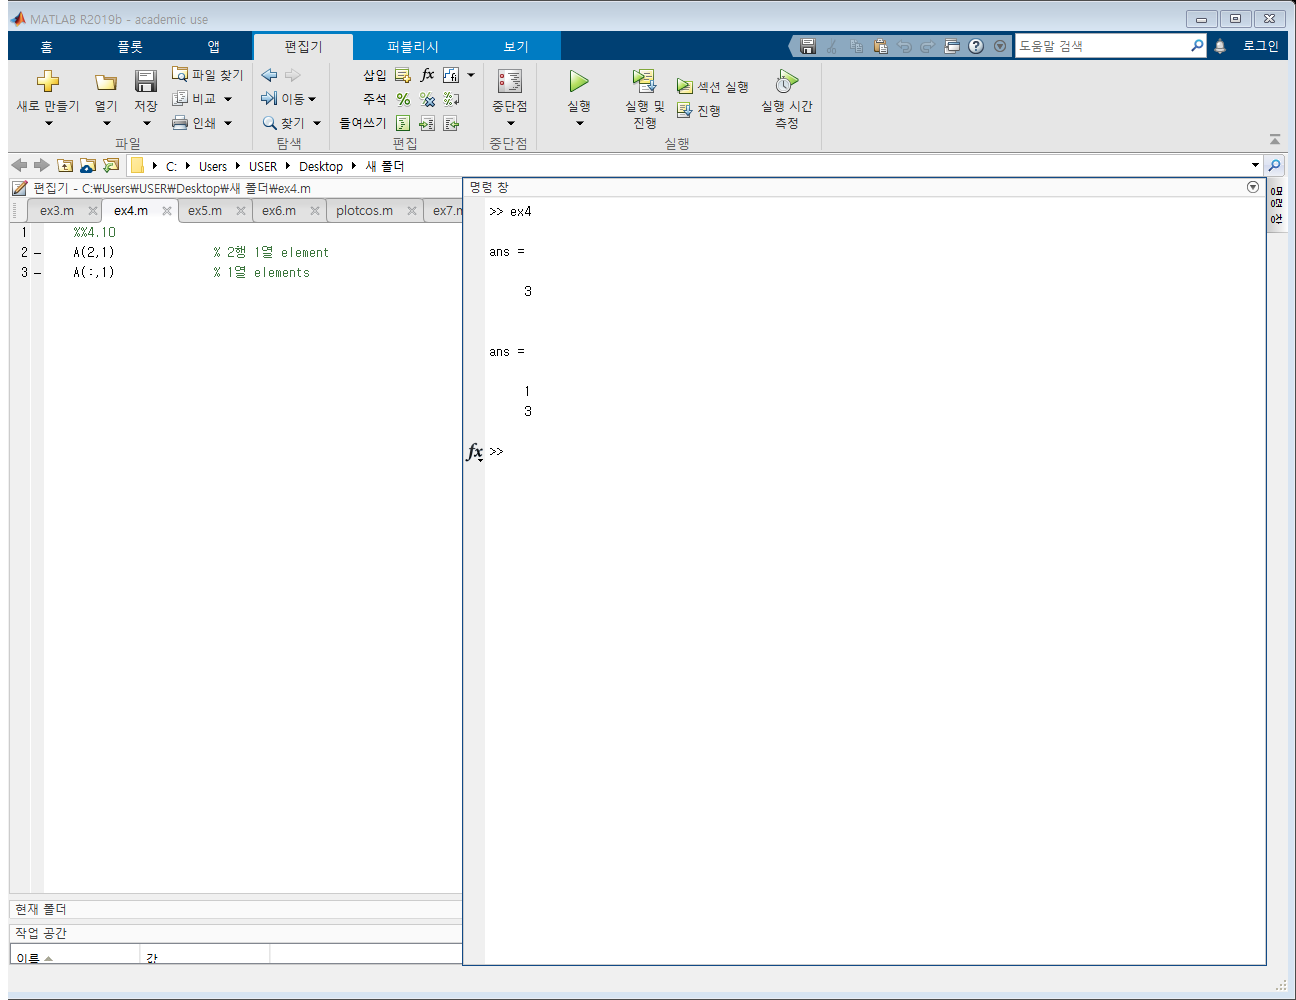 MATLAB R2019b - academic use
홈 플롯 앱 편집기 퍼블리시 보기 도움말 검색 로그인
새로 만들기 열기 저장 파일 찾기 비교 인쇄 이동 찾기 삽입 fx 주석 들여쓰기 중단점 실행 실행 및 진행 섹션 실행 진행 실행 시간 측정
파일 탐색 편집 중단점 실행
C: Users USER Desktop 새 폴더
편집기 - C:₩Users₩USER₩Desktop₩새 폴더₩ex4.m
ex3.m ex4.m ex5.m ex6.m plotcos.m ex7.m
1 %%4.10
2 – A(2,1) % 2행 1열 element
3 – A(:,1) % 1열 elements
현재 폴더
작업 공간
이름 값
명령 창
>> ex4
ans =
3
ans =
1
3
fx >>
명령 창